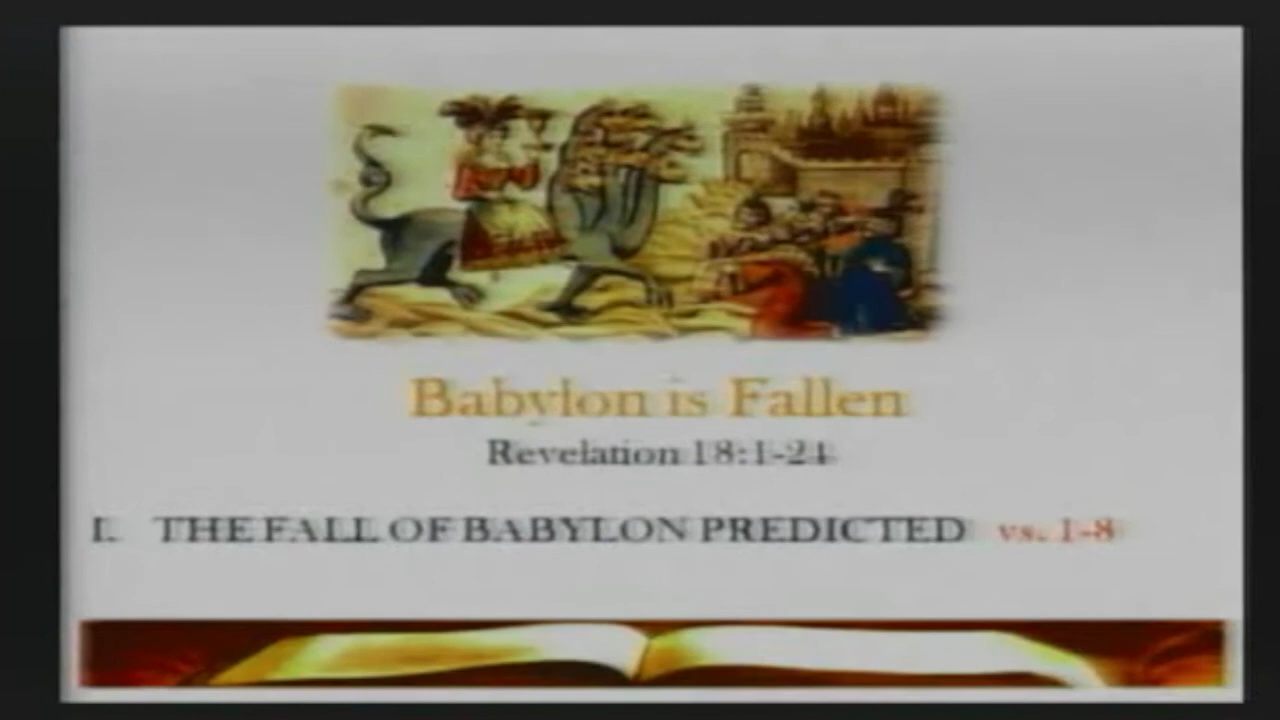 Babylon is Fallen
Revelation 18:1-24
I. THE FALL OF BABYLON PREDICTED vs. 1-8